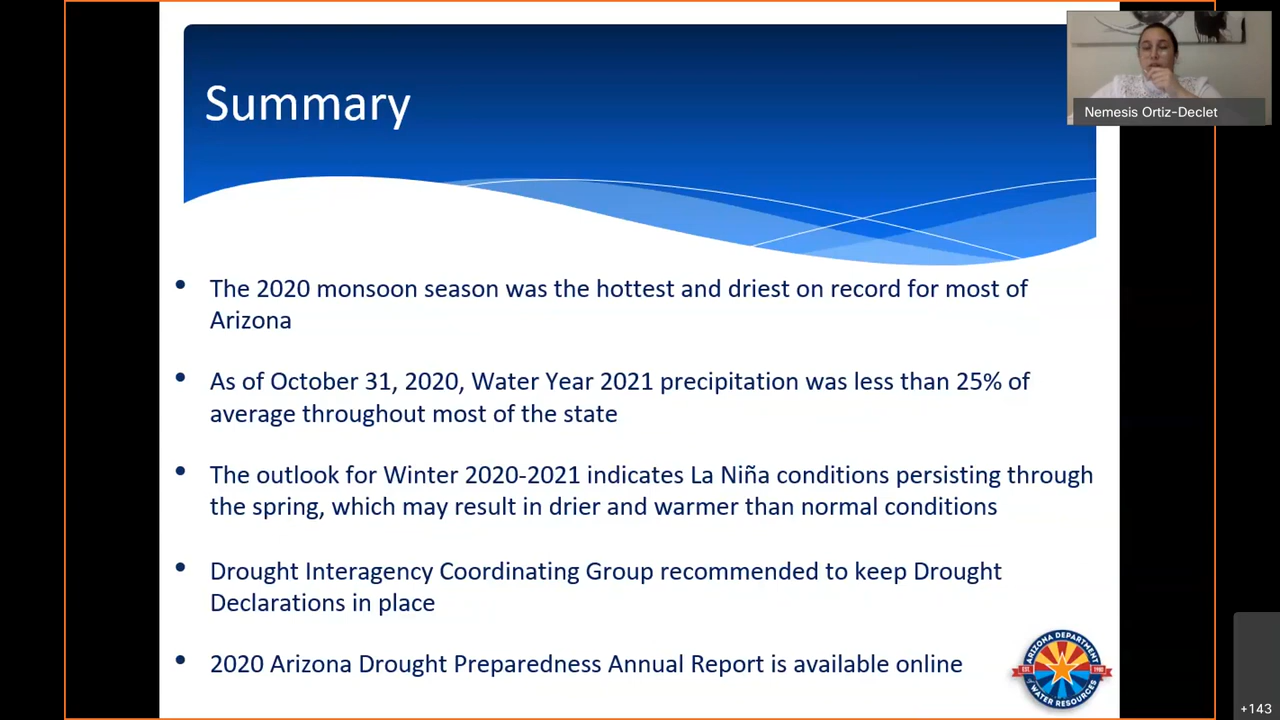 Summary
Nemesis Ortiz-Declet
• The 2020 monsoon season was the hottest and driest on record for most of
Arizona
• As of October 31, 2020, Water Year 2021 precipitation was less than 25% of
average throughout most of the state
• The outlook for Winter 2020-2021 indicates La Niña conditions persisting through
the spring, which may result in drier and warmer than normal conditions
• Drought Interagency Coordinating Group recommended to keep Drought
Declarations in place
• 2020 Arizona Drought Preparedness Annual Report is available online
ARIZONA DEPARTMENT
EST. 1980
of WATER RESOURCES
+143